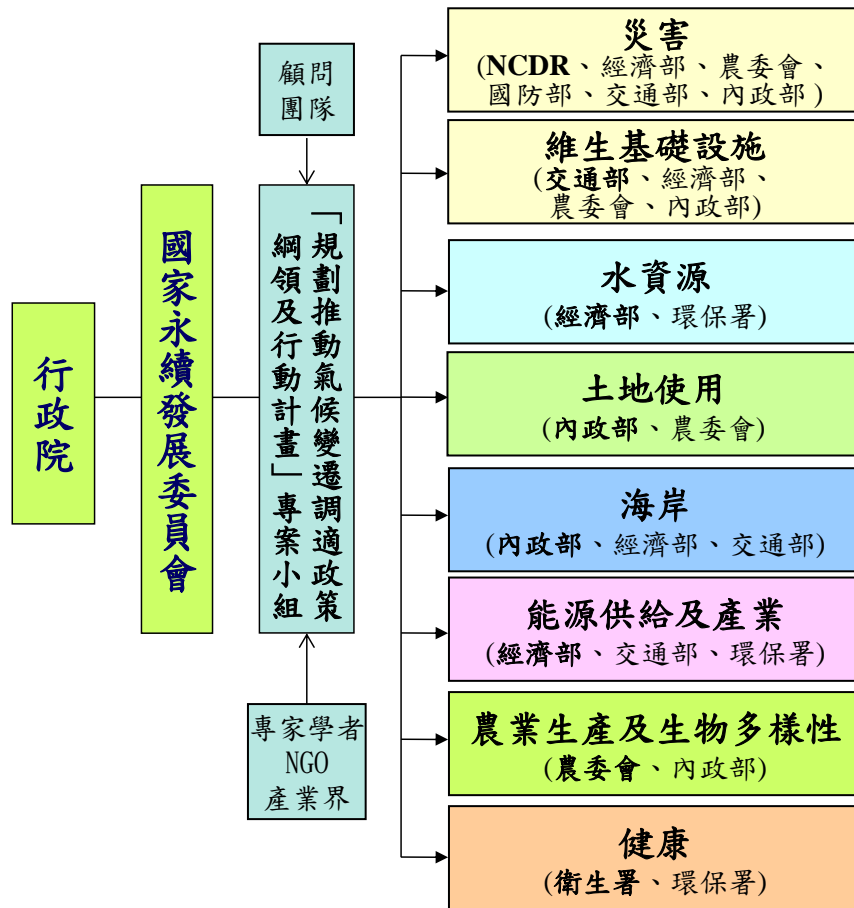 行政院
國家永續發展委員會
顧問
團隊
「規劃推動氣候變遷調適政策
綱領及行動計畫」專案小組
專家學者
NGO
產業界
災害
(NCDR、經濟部、農委會、
國防部、交通部、內政部)
維生基礎設施
(交通部、經濟部、
農委會、內政部)
水資源
(經濟部、環保署)
土地使用
(內政部、農委會)
海岸
(內政部、經濟部、交通部)
能源供給及產業
(經濟部、交通部、環保署)
農業生產及生物多樣性
(農委會、內政部)
健康
(衛生署、環保署)